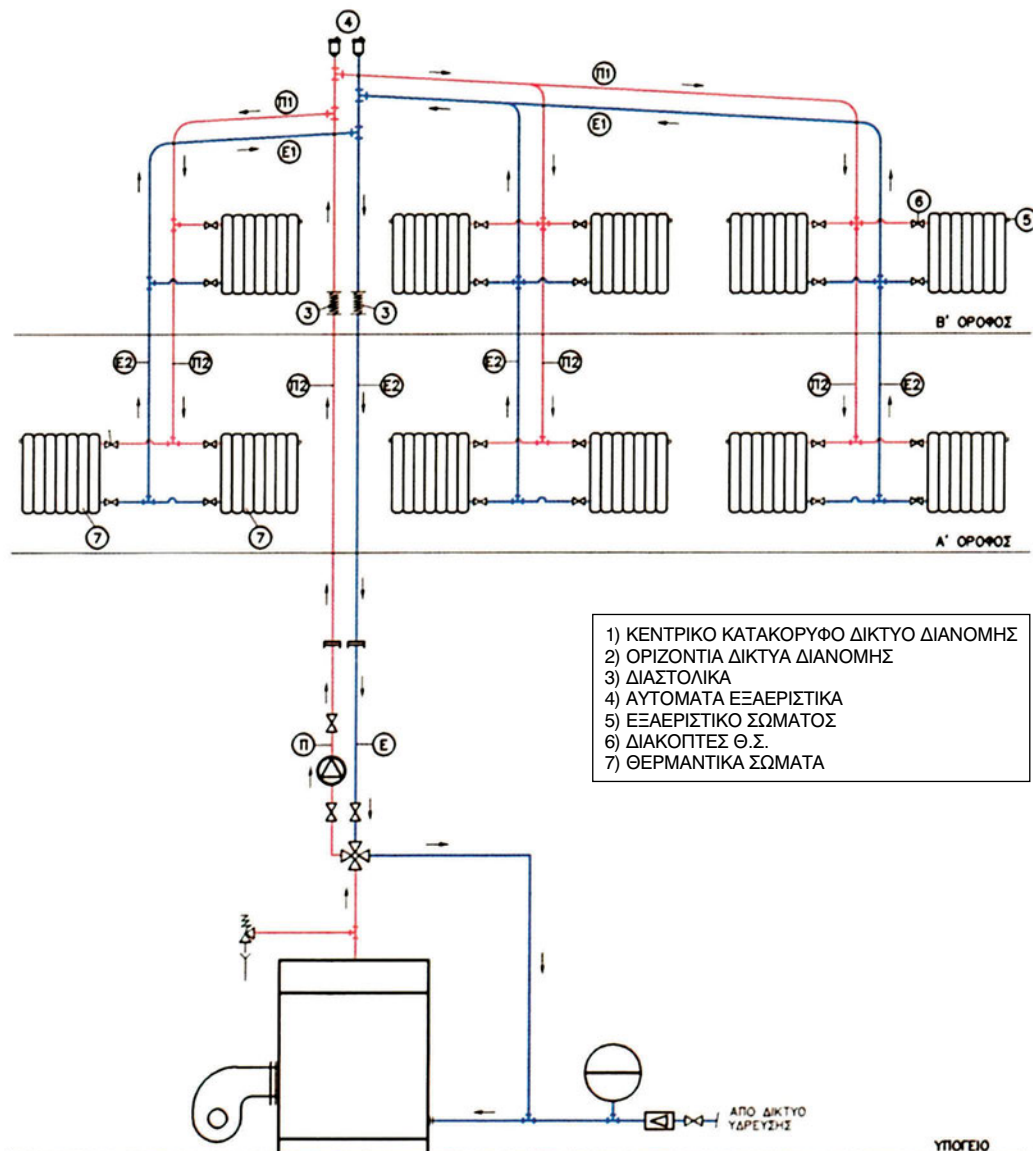 4
Π1
Π1
Ε1
Ε1
6
5
3
3
Β' ΟΡΟΦΟΣ
Ε2
Π2
Π2
Ε2
Ε2
Π2
Π2
Ε2
7
7
Α' ΟΡΟΦΟΣ
1) ΚΕΝΤΡΙΚΟ ΚΑΤΑΚΟΡΥΦΟ ΔΙΚΤΥΟ ΔΙΑΝΟΜΗΣ
2) ΟΡΙΖΟΝΤΙΑ ΔΙΚΤΥΑ ΔΙΑΝΟΜΗΣ
3) ΔΙΑΣΤΟΛΙΚΑ
4) ΑΥΤΟΜΑΤΑ ΕΞΑΕΡΙΣΤΙΚΑ
5) ΕΞΑΕΡΙΣΤΙΚΟ ΣΩΜΑΤΟΣ
6) ΔΙΑΚΟΠΤΕΣ Θ.Σ.
7) ΘΕΡΜΑΝΤΙΚΑ ΣΩΜΑΤΑ
Π
Ε
ΑΠΟ ΔΙΚΤΥΟ
ΥΔΡΕΥΣΗΣ
ΥΠΟΓΕΙΟ